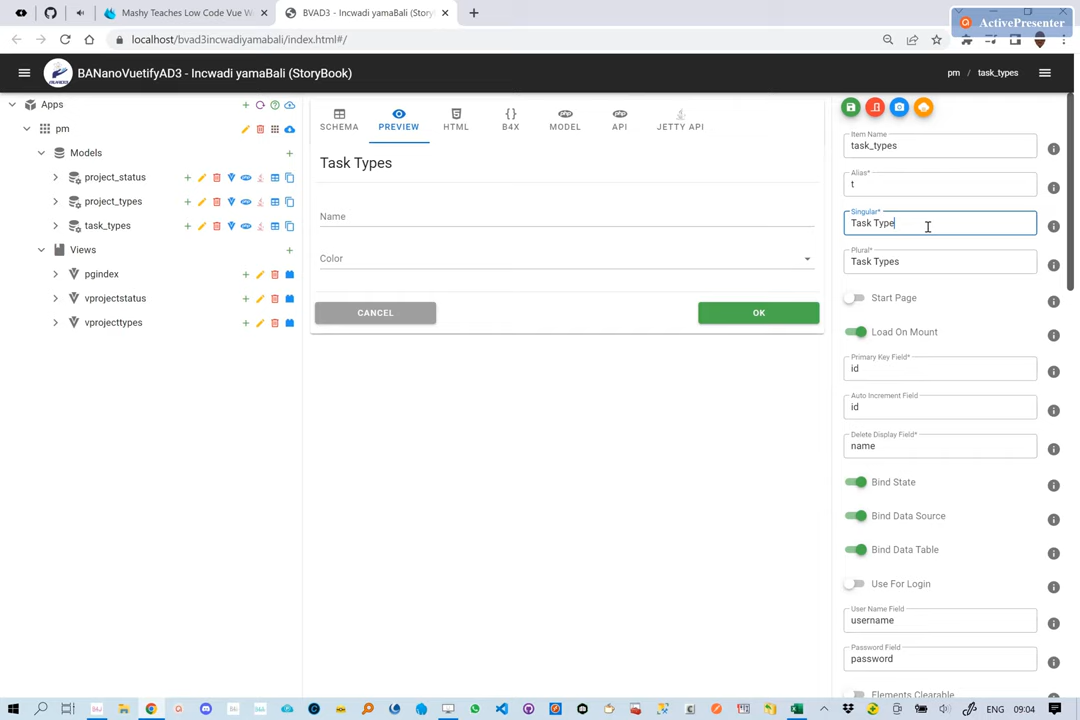 Mashy Teaches Low Code Vue W
BVAD3 - Incwadi yamaBali (Story
ActivePresenter
localhost/bvad3incwadiyamabali/index.html#/
BANanoVuetifyAD3 - Incwadi yamaBali (StoryBook)
pm / task_types
Apps
pm
Models
project_status
project_types
task_types
Views
pgindex
vprojectstatus
vprojecttypes
SCHEMA
PREVIEW
HTML
B4X
MODEL
API
JETTY API
Task Types
Name
Color
CANCEL
OK
Item Name
task_types
Alias*
t
Singular*
Task Type
Plural*
Task Types
Start Page
Load On Mount
Primary Key Field*
id
Auto Increment Field
id
Delete Display Field*
name
Bind State
Bind Data Source
Bind Data Table
Use For Login
User Name Field
username
Password Field
password
Elements Clearable
ENG
09:04